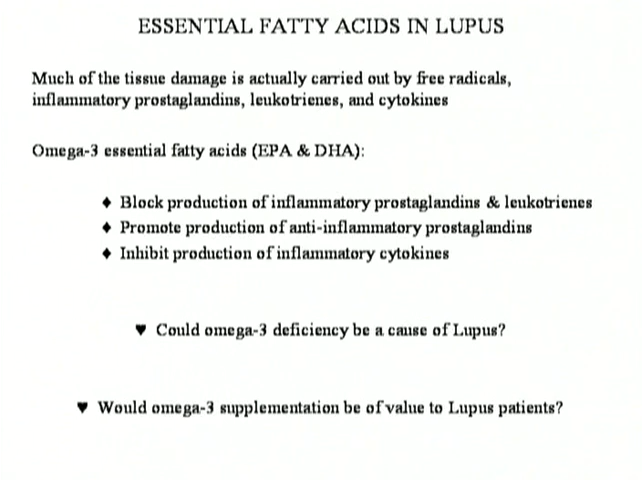 ESSENTIAL FATTY ACIDS IN LUPUS
Much of the tissue damage is actually carried out by free radicals,
inflammatory prostaglandins, leukotrienes, and cytokines
Omega-3 essential fatty acids (EPA & DHA):
♦ Block production of inflammatory prostaglandins & leukotrienes
♦ Promote production of anti-inflammatory prostaglandins
♦ Inhibit production of inflammatory cytokines
♥ Could omega-3 deficiency be a cause of Lupus?
♥ Would omega-3 supplementation be of value to Lupus patients?